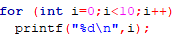 for (int i=0;i<10;i++)
printf("%d\n",i);